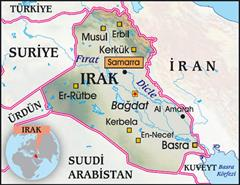 TÜRKİYE
Musul
Erbil
Kerkük
SURİYE
Fırat
Samarra
İRAN
IRAK
Dicle
Er-Rütbe
Bağdat
Al Amarah
ÜRDÜN
Kerbela
En-Necef
IRAK
Basra
SUUDİ
ARABİSTAN
KUVEYT
Basra
Körfezi